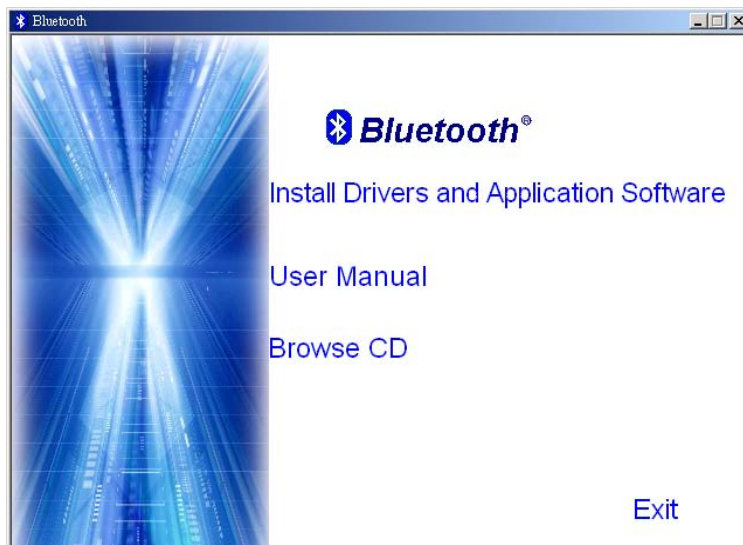 Bluetooth
Bluetooth®
Install Drivers and Application Software
User Manual
Browse CD
Exit